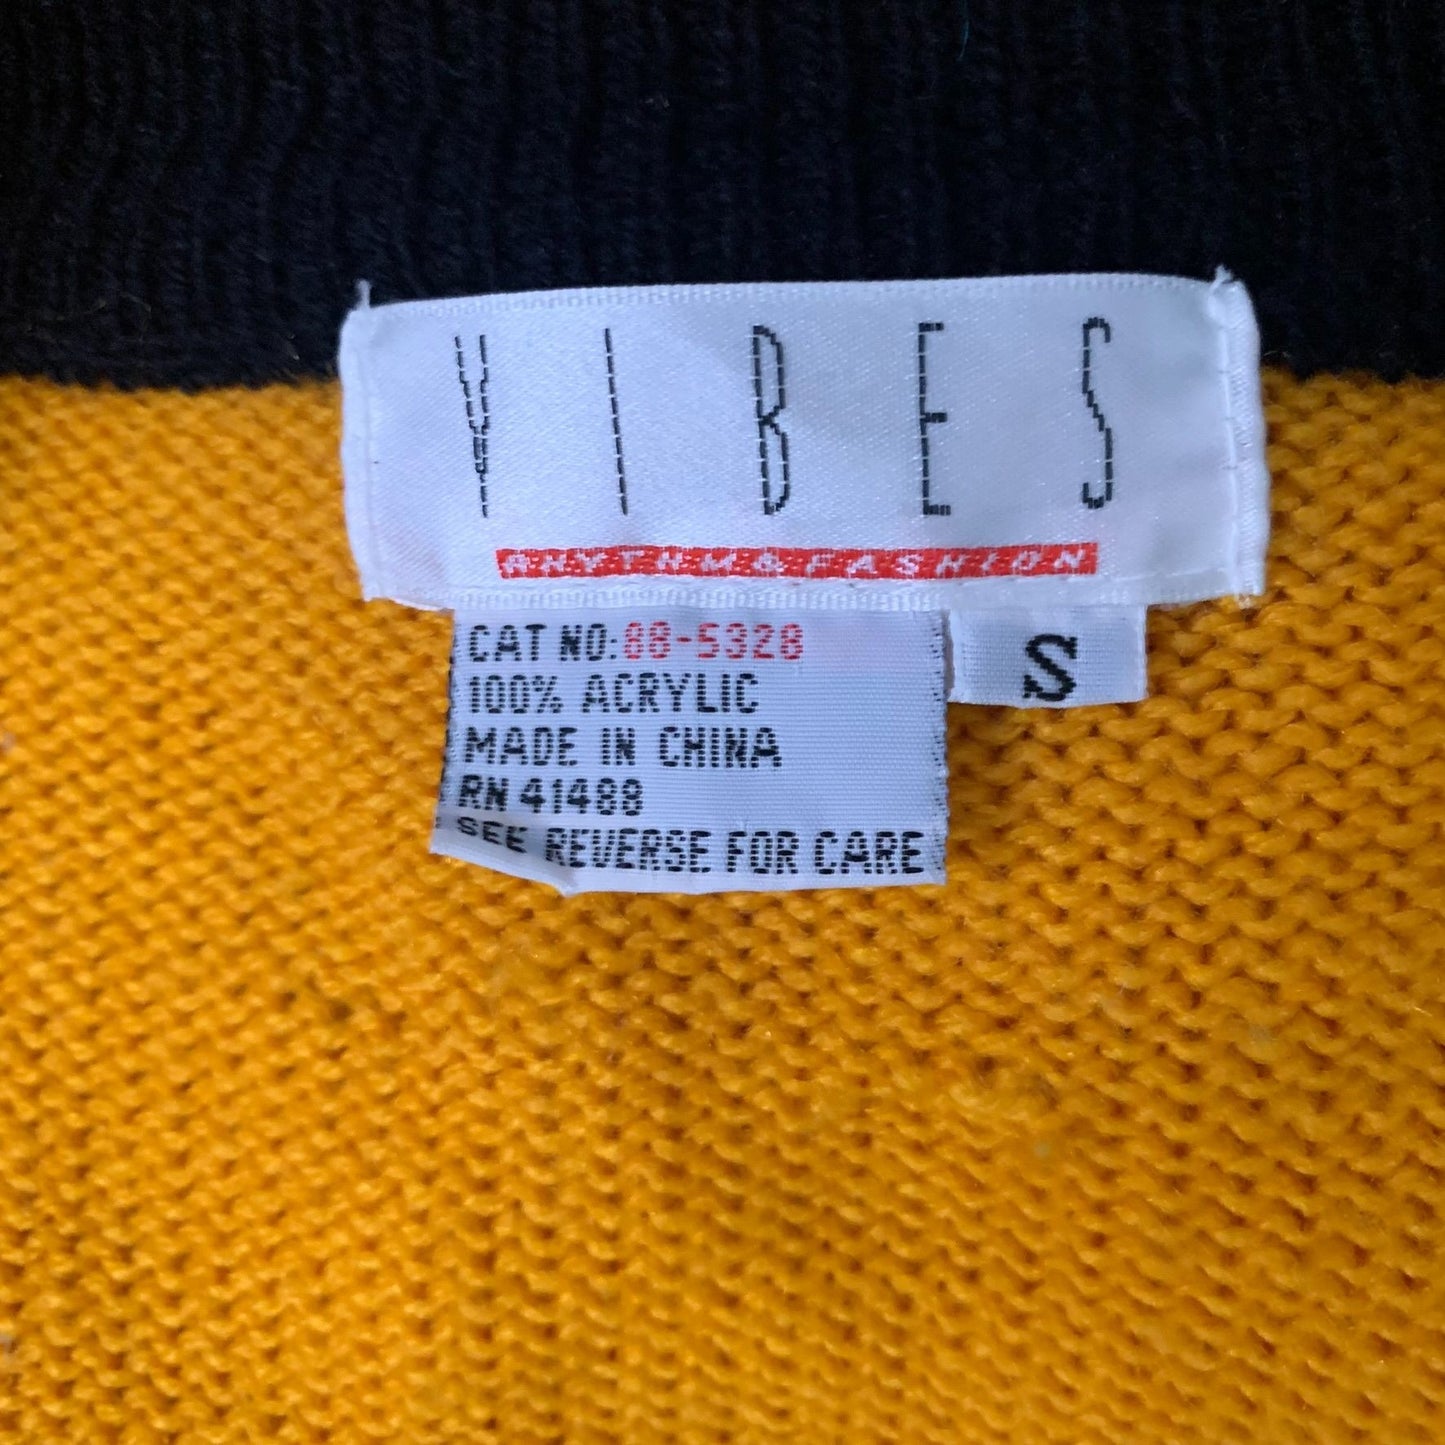 VIBES
RHYTHM & FASHION
CAT NO: 88-5328
100% ACRYLIC
MADE IN CHINA
RN 41488
SEE REVERSE FOR CARE
S